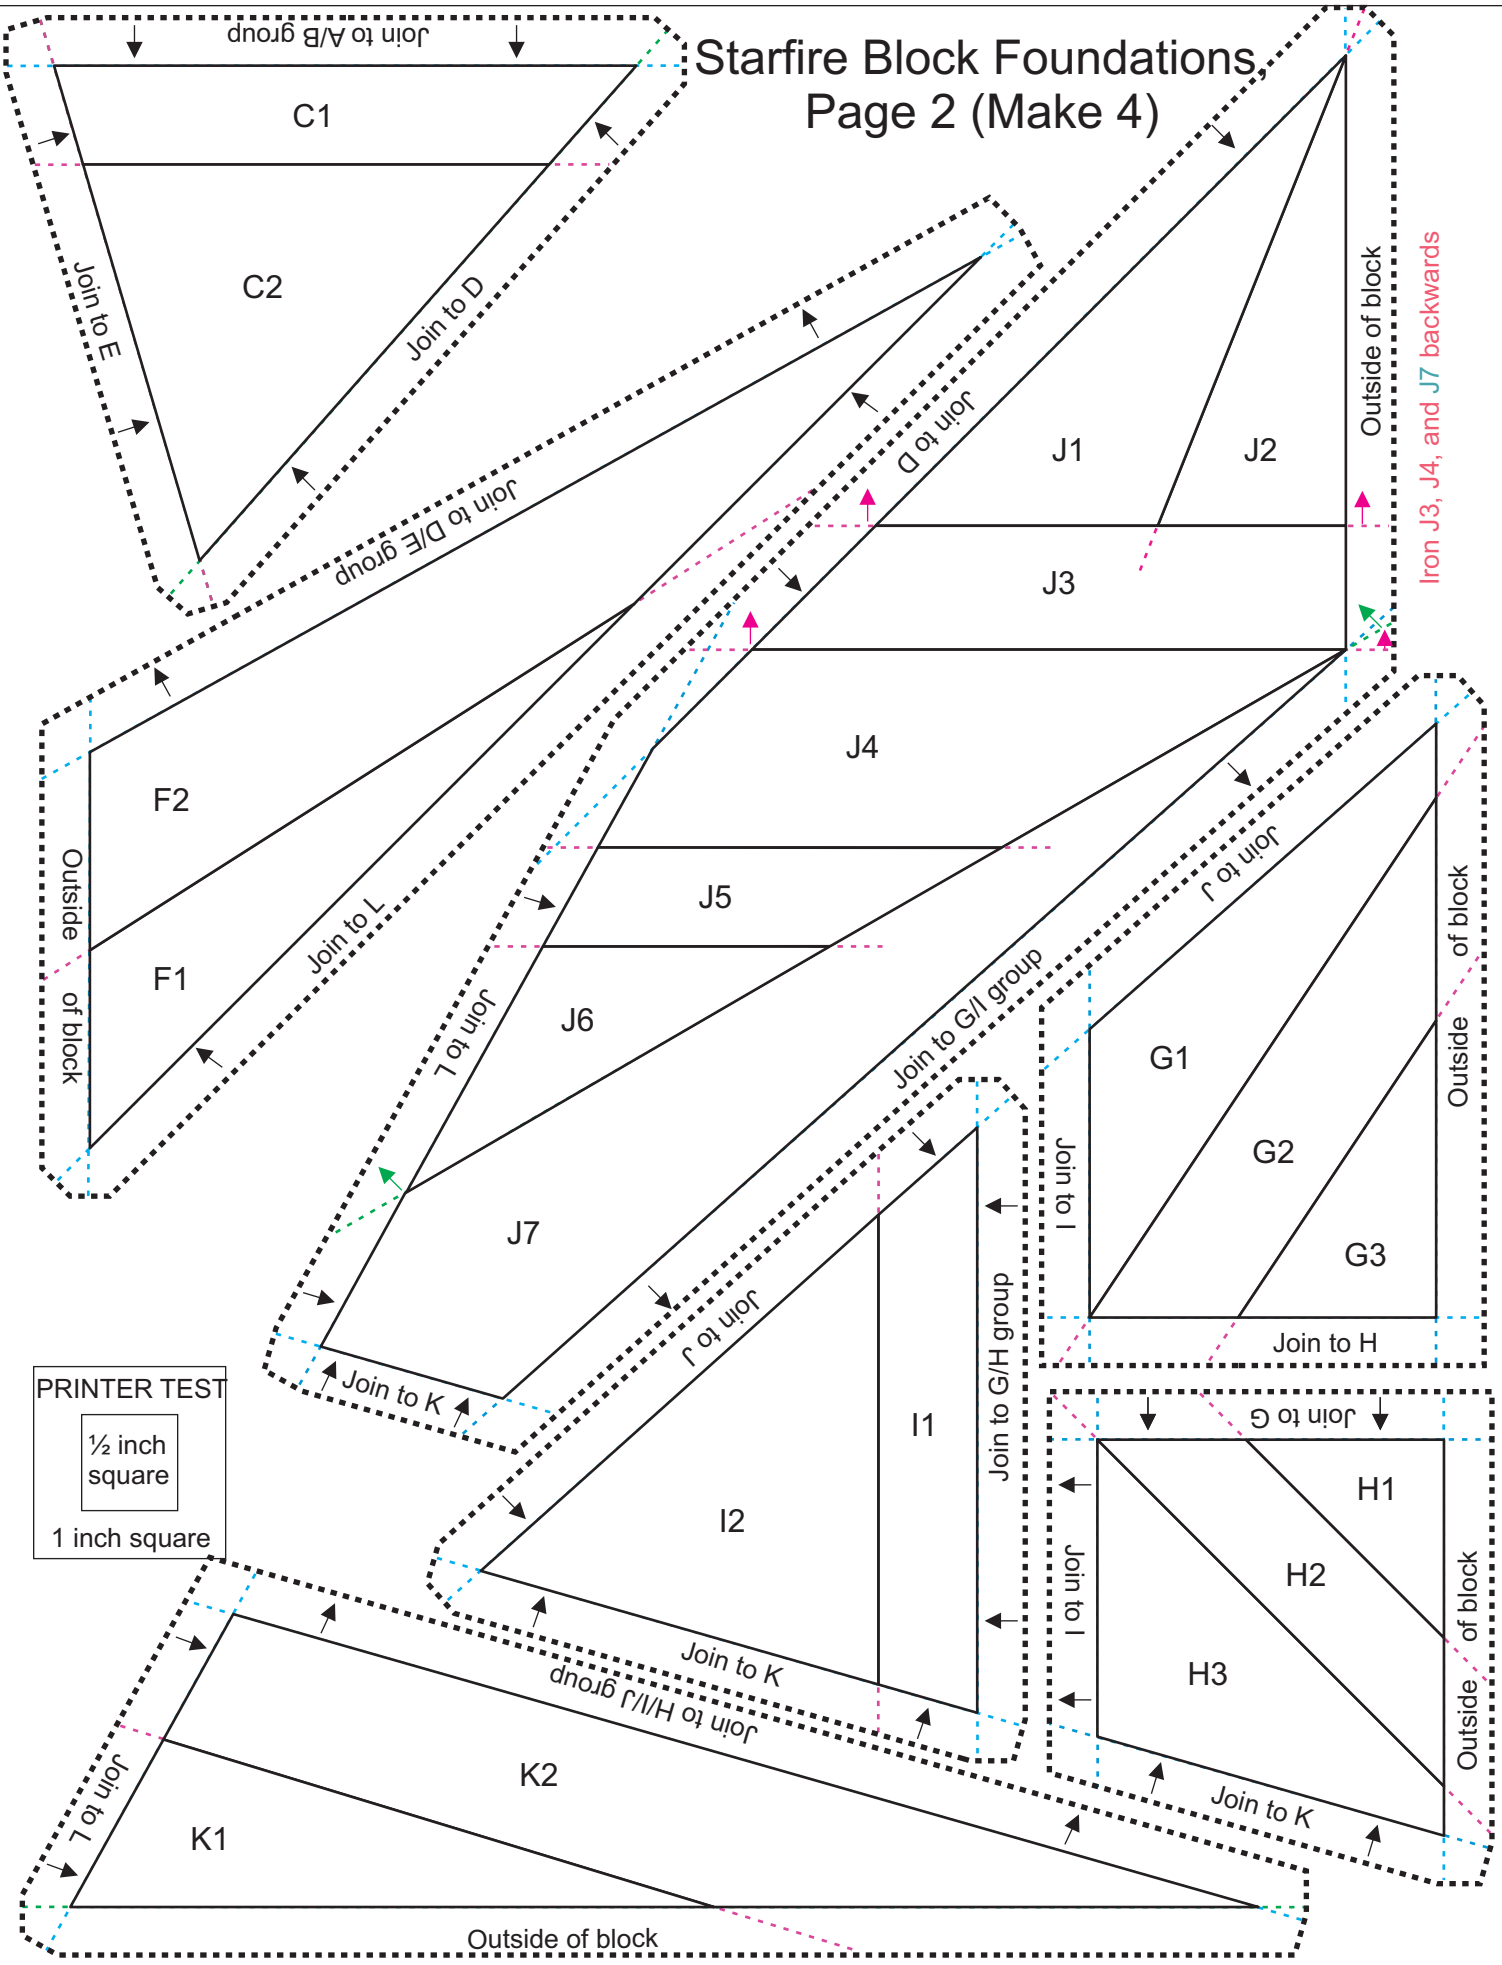 Starfire Block Foundations,
Page 2 (Make 4)
Join to A/B group
C1
C2
Join to E
Join to D
Join to D/E group
F2
F1
Outside of block
Join to L
Join to D
J1
J2
J3
J4
J5
J6
J7
Outside of block
Iron J3, J4, and J7 backwards
Join to L
Join to G/I group
Join to K
Join to J
G1
G2
G3
Join to I
Outside of block
Join to H
Join to J
I1
I2
Join to G/H group
Join to K
Join to G
H1
H2
H3
Join to I
Outside of block
Join to K
PRINTER TEST
½ inch
square
1 inch square
Join to H/I/J group
K2
K1
Join to L
Outside of block